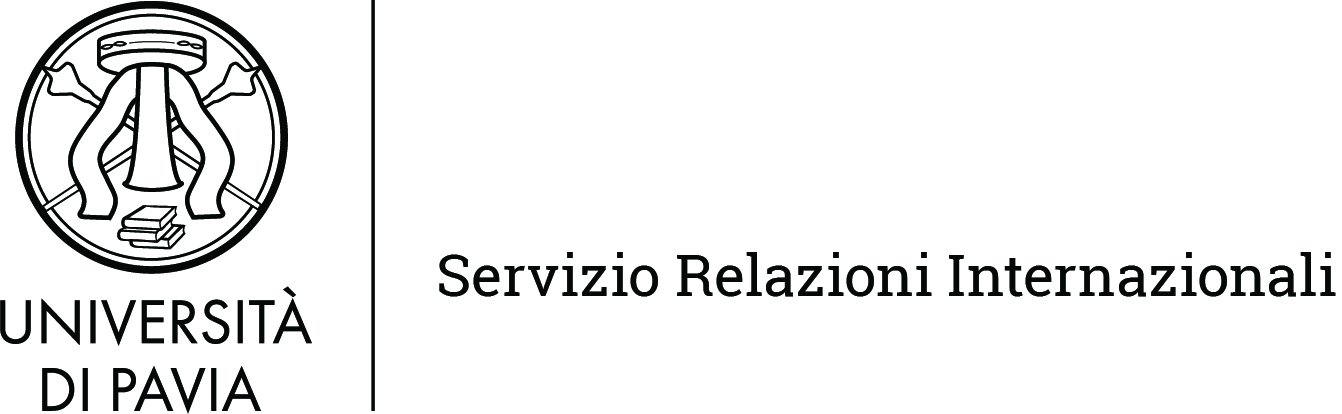 UNIVERSITÀ
DI PAVIA
Servizio Relazioni Internazionali